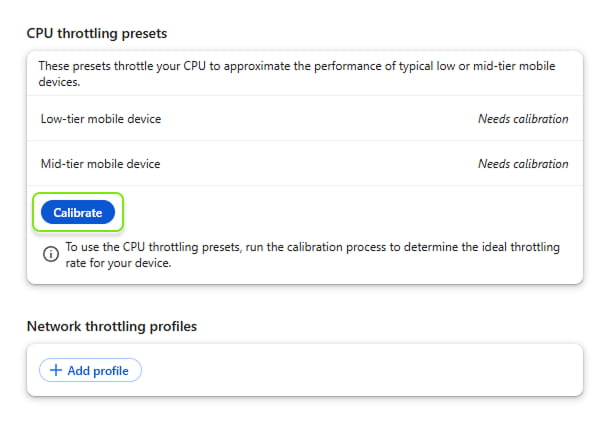 CPU throttling presets
These presets throttle your CPU to approximate the performance of typical low or mid-tier mobile
devices.
Low-tier mobile device
Needs calibration
Mid-tier mobile device
Needs calibration
Calibrate
To use the CPU throttling presets, run the calibration process to determine the ideal throttling
rate for your device.
Network throttling profiles
+ Add profile